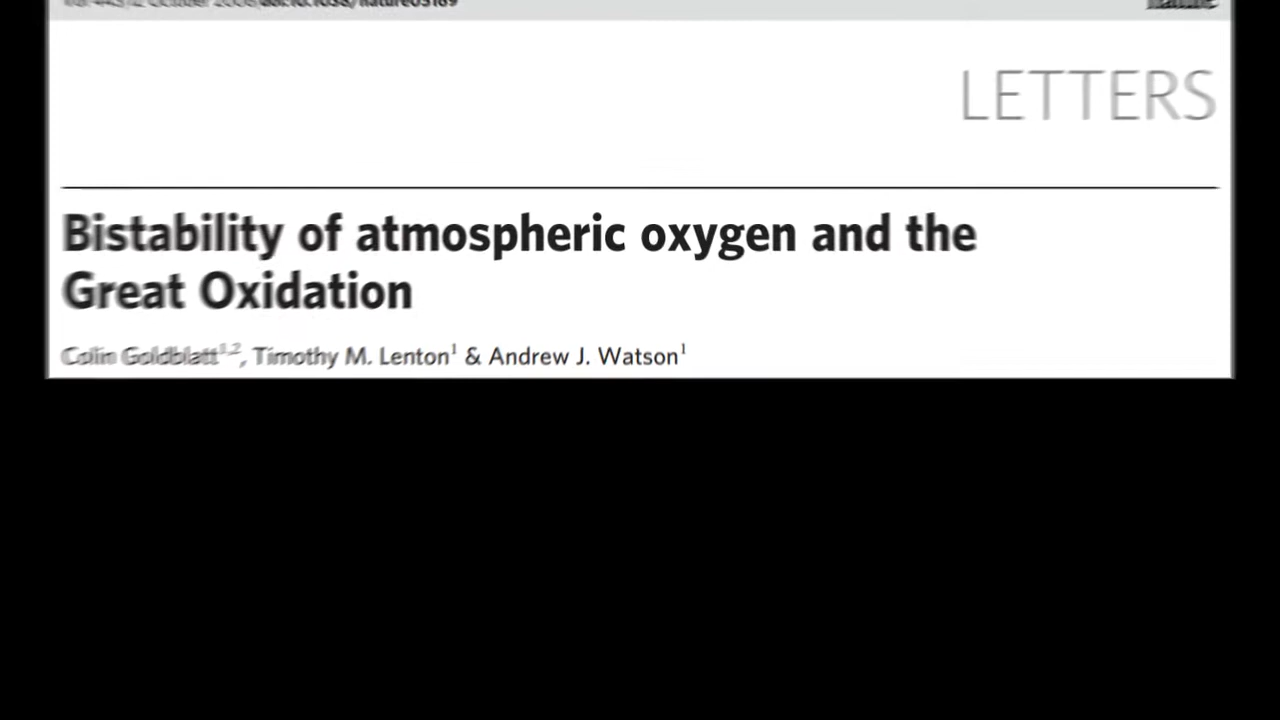 LETTERS
Bistability of atmospheric oxygen and the
Great Oxidation
Colin Goldblatt1,2, Timothy M. Lenton1 & Andrew J. Watson1